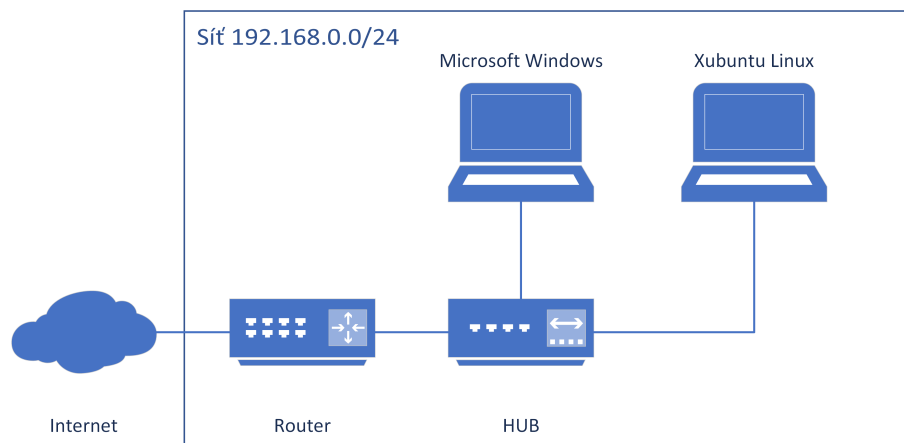 Síť 192.168.0.0/24
Microsoft Windows
Xubuntu Linux
Internet
Router
HUB